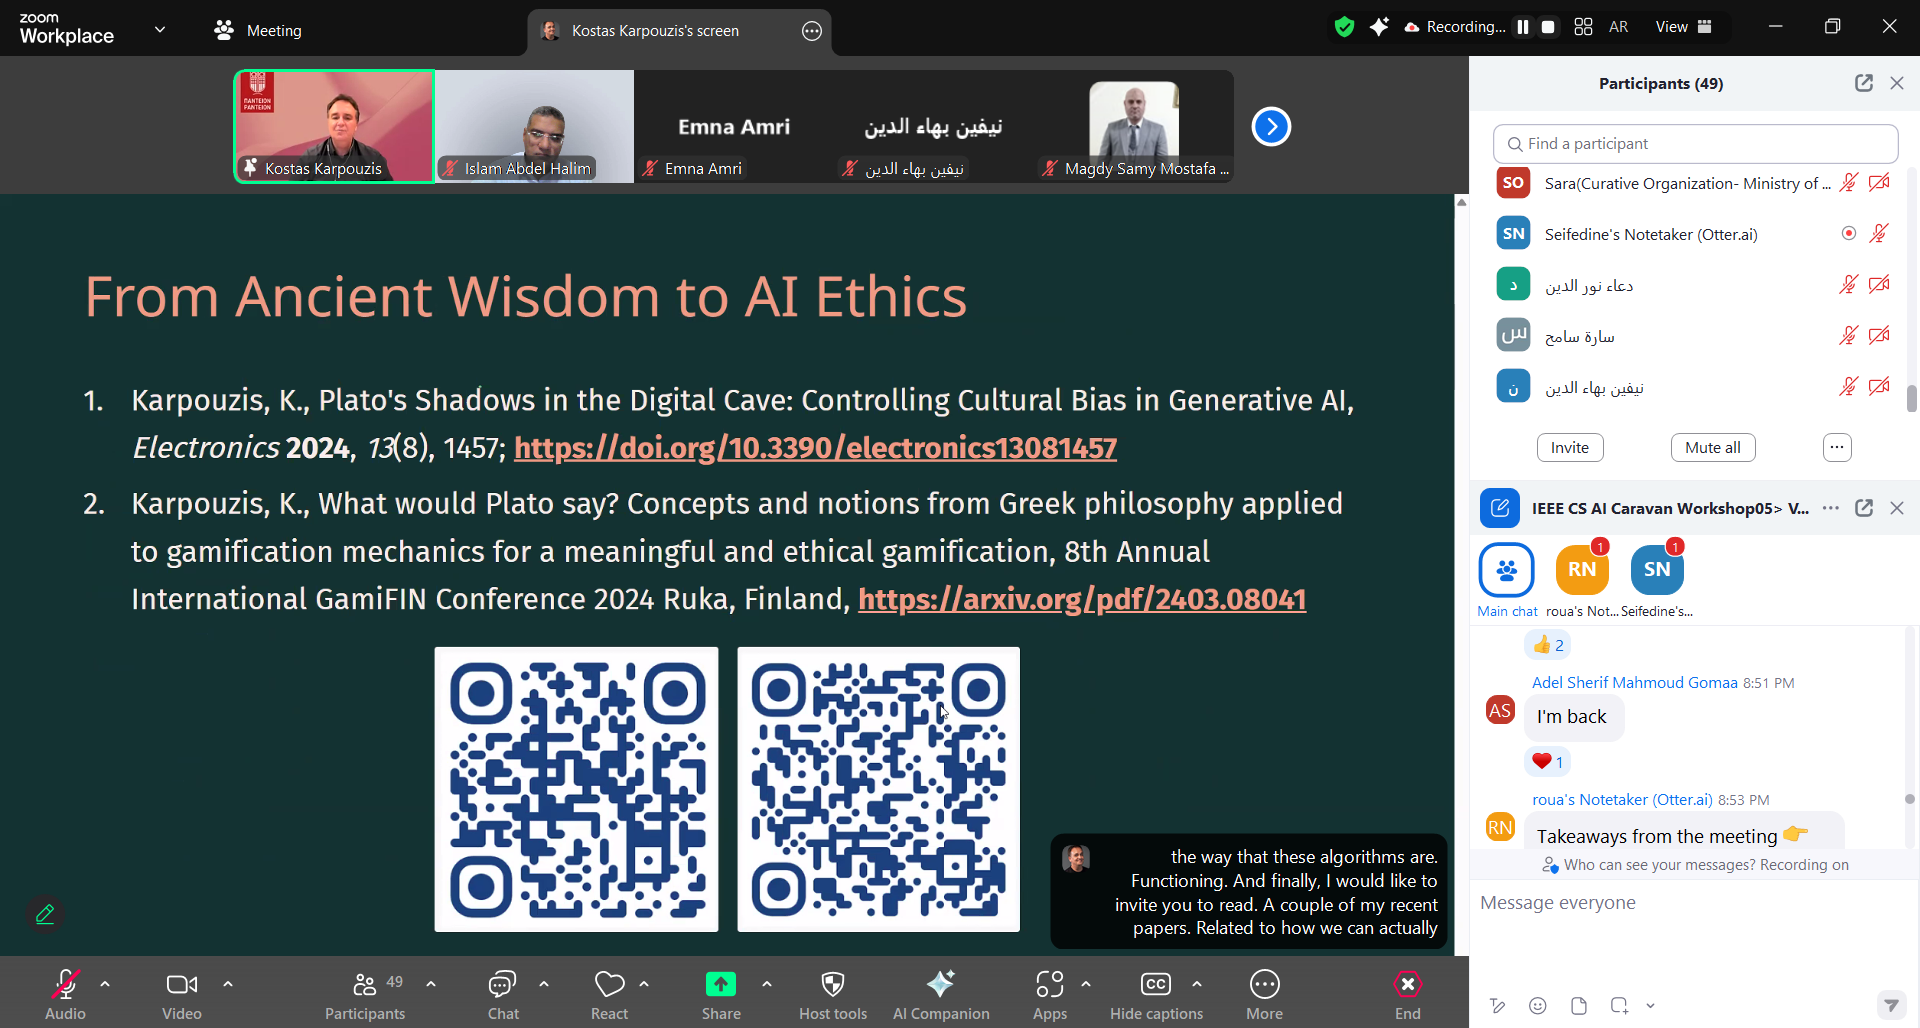 zoom
Workplace
Meeting
Kostas Karpouzis's screen
Recording...
AR
View
ΠΑΝΤΕΙΟΝ
PANTEION
Kostas Karpouzis
Islam Abdel Halim
Emna Amri
Emna Amri
نيفين بهاء الدين
نيفين بهاء الدين
Magdy Samy Mostafa ...
From Ancient Wisdom to AI Ethics
1. Karpouzis, K., Plato's Shadows in the Digital Cave: Controlling Cultural Bias in Generative AI,
Electronics 2024, 13(8), 1457; https://doi.org/10.3390/electronics13081457
2. Karpouzis, K., What would Plato say? Concepts and notions from Greek philosophy applied
to gamification mechanics for a meaningful and ethical gamification, 8th Annual
International GamiFIN Conference 2024 Ruka, Finland, https://arxiv.org/pdf/2403.08041
the way that these algorithms are.
Functioning. And finally, I would like to
invite you to read. A couple of my recent
papers. Related to how we can actually
Participants (49)
Find a participant
SO Sara(Curative Organization- Ministry of ...
SN Seifedine's Notetaker (Otter.ai)
د دعاء نور الدين
س سارة سامح
ن نيفين بهاء الدين
Invite
Mute all
IEEE CS AI Caravan Workshop05> V...
RN 1
SN 1
Main chat
roua's Not...
Seifedine's...
2
Adel Sherif Mahmoud Gomaa 8:51 PM
AS
I'm back
1
roua's Notetaker (Otter.ai) 8:53 PM
RN
Takeaways from the meeting
Who can see your messages? Recording on
Message everyone
Audio
Video
49
Participants
Chat
React
Share
Host tools
AI Companion
Apps
CC
Hide captions
More
End